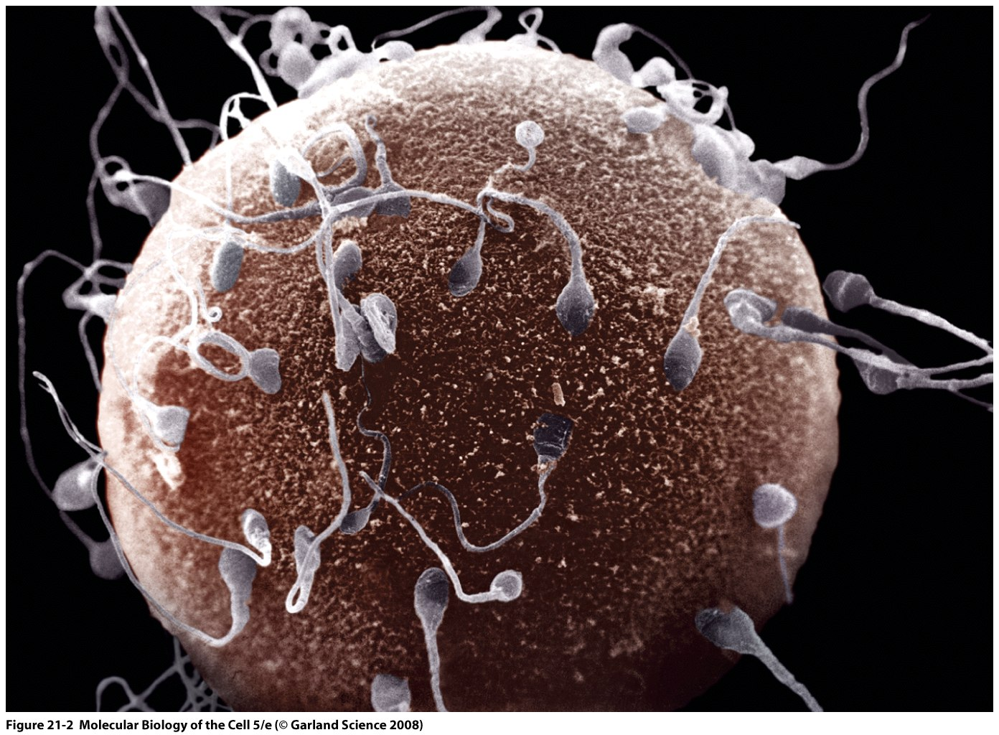 Figure 21-2 Molecular Biology of the Cell 5/e (© Garland Science 2008)